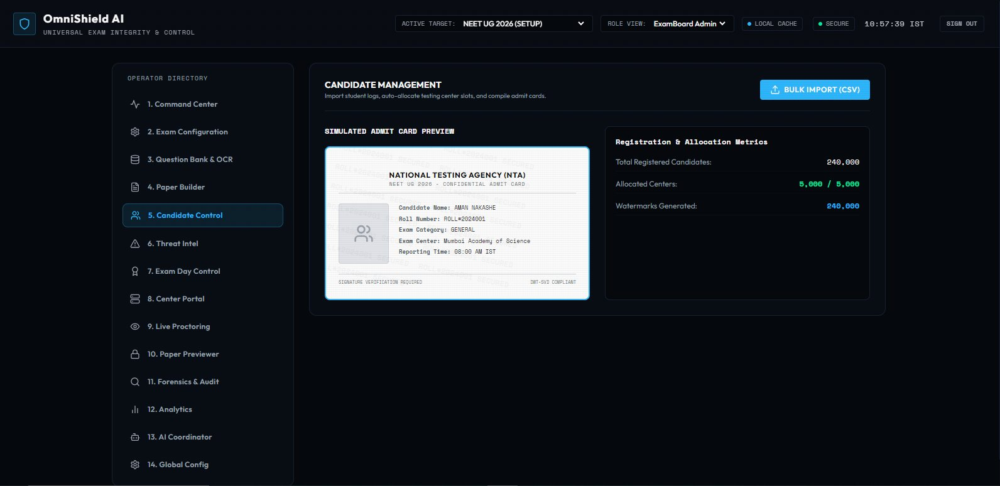 OmniShield AI
UNIVERSAL EXAM INTEGRITY & CONTROL
ACTIVE TARGET: NEET UG 2026 (SETUP)
ROLE VIEW: ExamBoard Admin
LOCAL CACHE
SECURE
10:57:39 IST
SIGN OUT
OPERATOR DIRECTORY
1. Command Center
2. Exam Configuration
3. Question Bank & OCR
4. Paper Builder
5. Candidate Control
6. Threat Intel
7. Exam Day Control
8. Center Portal
9. Live Proctoring
10. Paper Previewer
11. Forensics & Audit
12. Analytics
13. AI Coordinator
14. Global Config
CANDIDATE MANAGEMENT
Import student logs, auto-allocate testing center slots, and compile admit cards.
BULK IMPORT (CSV)
SIMULATED ADMIT CARD PREVIEW
NATIONAL TESTING AGENCY (NTA)
NEET UG 2026 - CONFIDENTIAL ADMIT CARD
Candidate Name: AMAN NAKASHE
Roll Number: ROLL#2024001
Exam Category: GENERAL
Exam Center: Mumbai Academy of Science
Reporting Time: 08:00 AM IST
SIGNATURE VERIFICATION REQUIRED
DWT-SVD COMPLIANT
Registration & Allocation Metrics
Total Registered Candidates: 240,000
Allocated Centers: 5,000 / 5,000
Watermarks Generated: 240,000